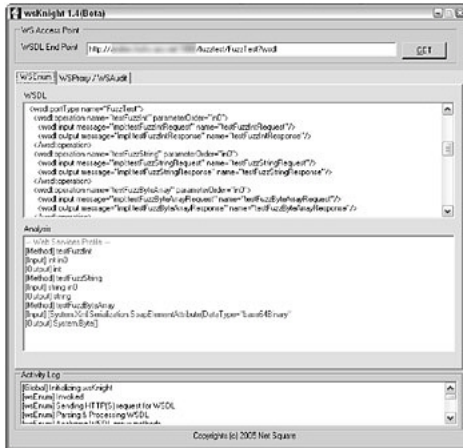 wsKnight 1.4(Beta)
WS Access Point
WSDL End Point
http://
/fuzztest/FuzzTest?wsdl
GET
WSEnum
WSProxy / WSAudit
WSDL
<wsdl:portType name="FuzzTest">
<wsdl:operation name="testFuzzInt" parameterOrder="in0">
<wsdl:input message="impl:testFuzzIntRequest" name="testFuzzIntRequest"/>
<wsdl:output message="impl:testFuzzIntResponse" name="testFuzzIntResponse"/>
</wsdl:operation>
<wsdl:operation name="testFuzzString" parameterOrder="in0">
<wsdl:input message="impl:testFuzzStringRequest" name="testFuzzStringRequest"/>
<wsdl:output message="impl:testFuzzStringResponse" name="testFuzzStringResponse"/>
</wsdl:operation>
<wsdl:operation name="testFuzzByteArray" parameterOrder="in0">
<wsdl:input message="impl:testFuzzByteArrayRequest" name="testFuzzByteArrayRequest"/>
<wsdl:output message="impl:testFuzzByteArrayResponse" name="testFuzzByteArrayResponse"/>
</wsdl:operation>
Analysis
-- Web Services Profile --
[Method] testFuzzInt
[Input] int in0
[Output] int
[Method] testFuzzString
[Input] string in0
[Output] string
[Method] testFuzzByteArray
[Input] [System.Xml.Serialization.SoapElementAttribute(DataType="base64Binary"
[Output] System.Byte[]
Activity Log
[Global] Initializing wsKnight
[wsEnum] Invoked
[wsEnum] Sending HTTP(S) request for WSDL
[wsEnum] Parsing & Processing WSDL
[wsEnum] Analyzing WSDL
methods
Copyrights (c) 2005 Net Square